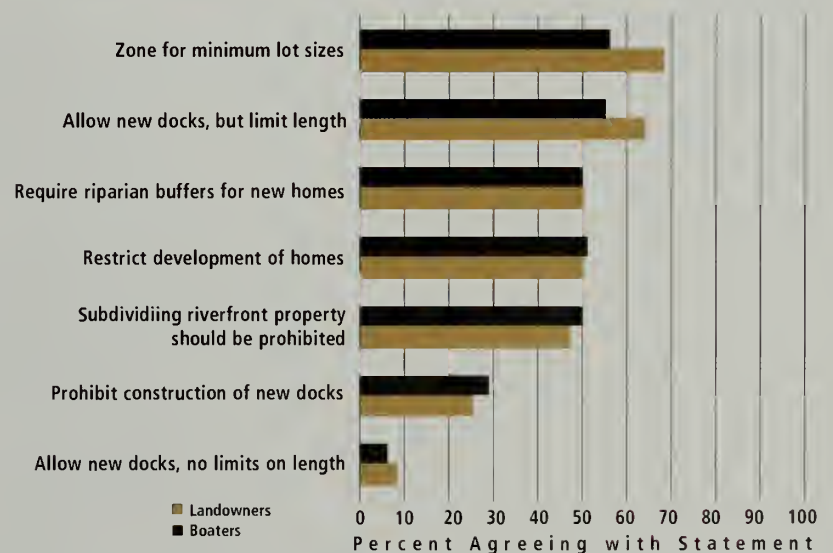 Zone for minimum lot sizes
Allow new docks, but limit length
Require riparian buffers for new homes
Restrict development of homes
Subdividiing riverfront property
should be prohibited
Prohibit construction of new docks
Allow new docks, no limits on length
Landowners
Boaters
0 10 20 30 40 50 60 70 80 90 100
Percent Agreeing with Statement